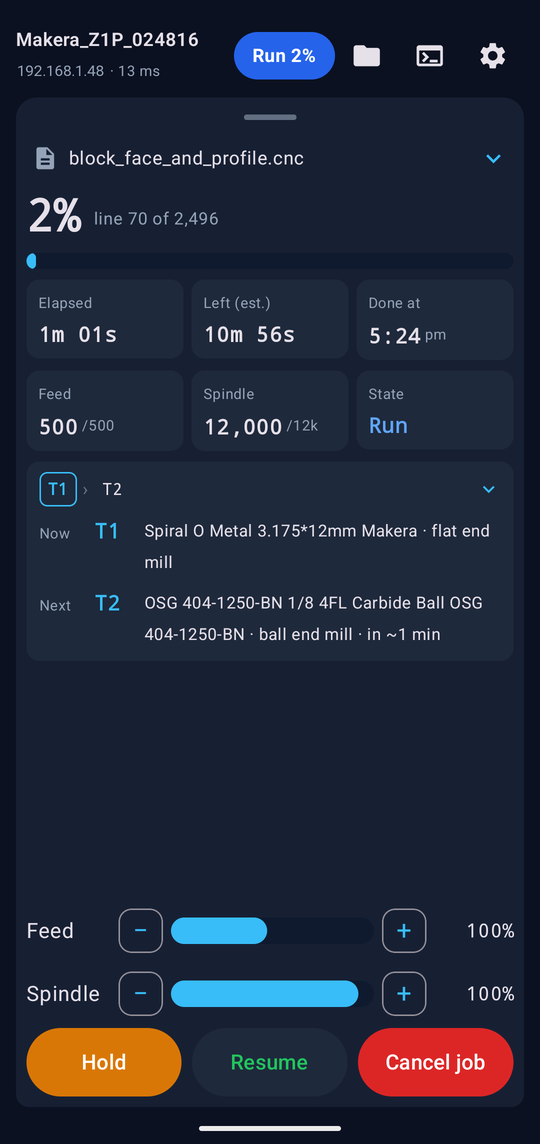 Makera_Z1P_024816
192.168.1.48 · 13 ms
Run 2%
block_face_and_profile.cnc
2% line 70 of 2,496
Elapsed
1m 01s
Left (est.)
10m 56s
Done at
5:24 pm
Feed
500 /500
Spindle
12,000 /12k
State
Run
T1 › T2
Now T1 Spiral O Metal 3.175*12mm Makera · flat end
mill
Next T2 OSG 404-1250-BN 1/8 4FL Carbide Ball OSG
404-1250-BN · ball end mill · in ~1 min
Feed − + 100%
Spindle − + 100%
Hold
Resume
Cancel job